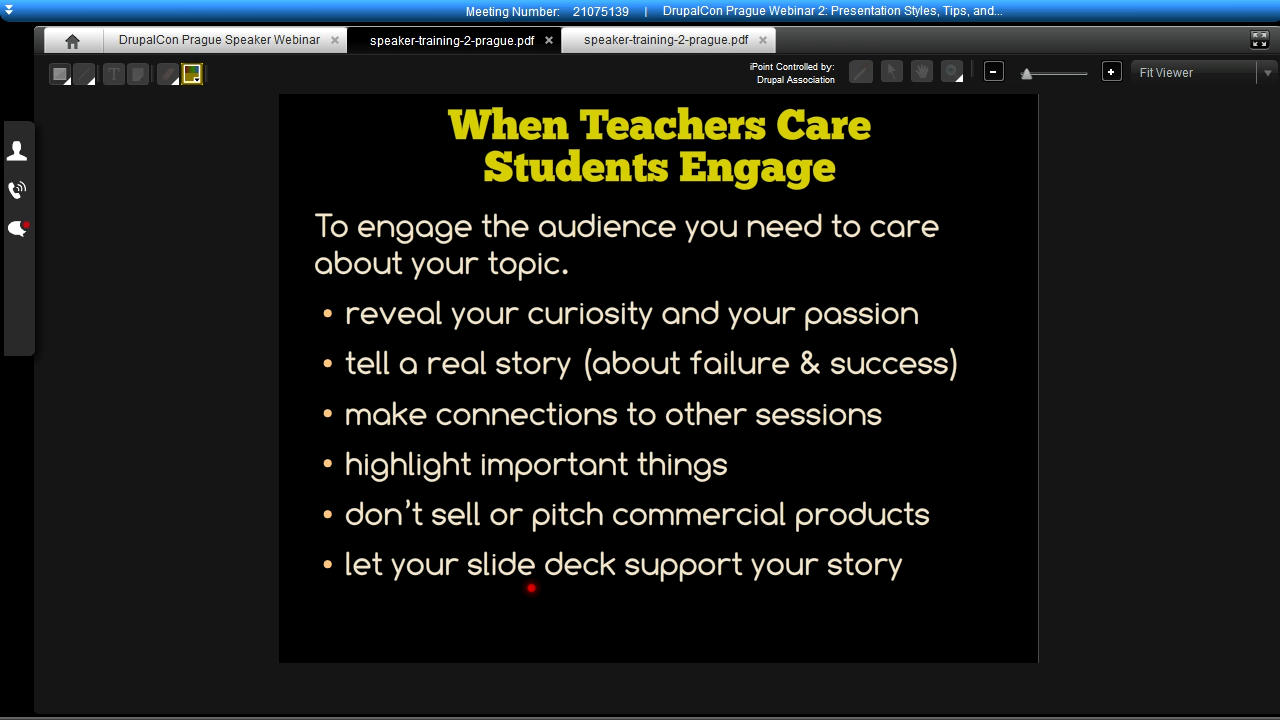 Meeting Number: 21075139 | DrupalCon Prague Webinar 2: Presentation Styles, Tips, and...
DrupalCon Prague Speaker Webinar
speaker-training-2-prague.pdf
speaker-training-2-prague.pdf
iPoint Controlled by:
Drupal Association
Fit Viewer
When Teachers Care
Students Engage
To engage the audience you need to care
about your topic.
• reveal your curiosity and your passion
• tell a real story (about failure & success)
• make connections to other sessions
• highlight important things
• don't sell or pitch commercial products
• let your slide deck support your story